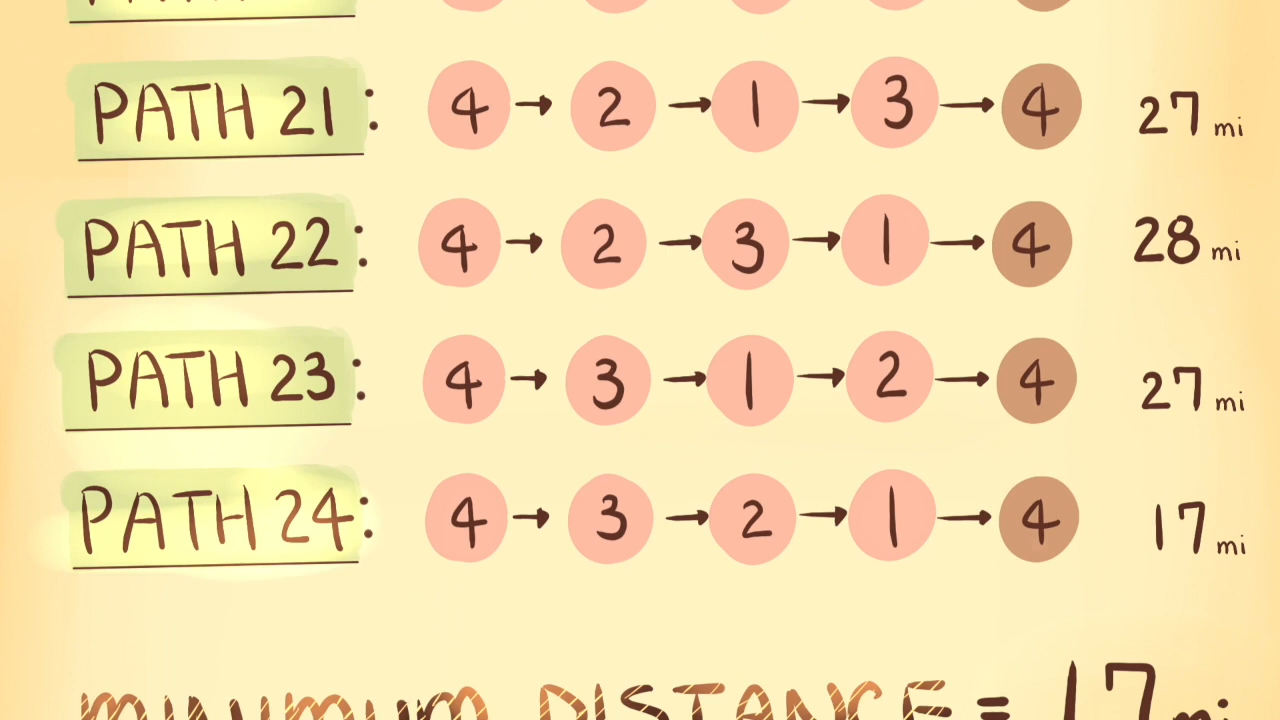 PATH 21: 4 → 2 → 1 → 3 → 4 27 mi
PATH 22: 4 → 2 → 3 → 1 → 4 28 mi
PATH 23: 4 → 3 → 1 → 2 → 4 27 mi
PATH 24: 4 → 3 → 2 → 1 → 4 17 mi
MINIMUM DISTANCE = 17 mi